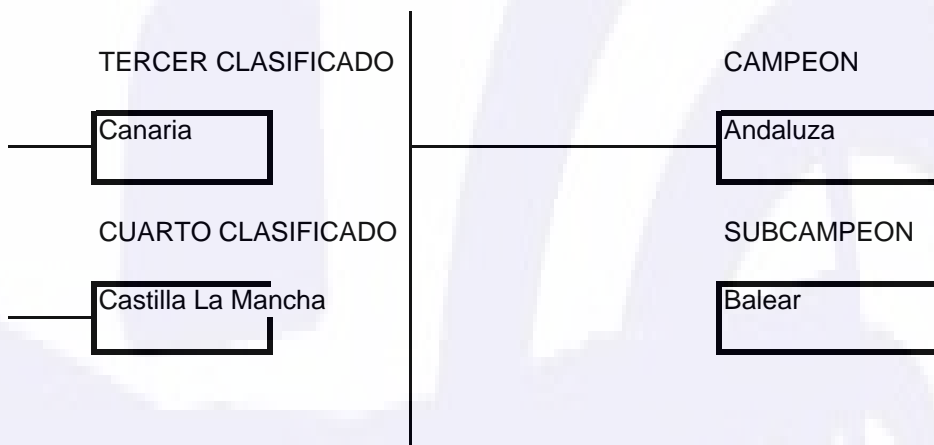 TERCER CLASIFICADO
Canaria
CUARTO CLASIFICADO
Castilla La Mancha
CAMPEON
Andaluza
SUBCAMPEON
Balear